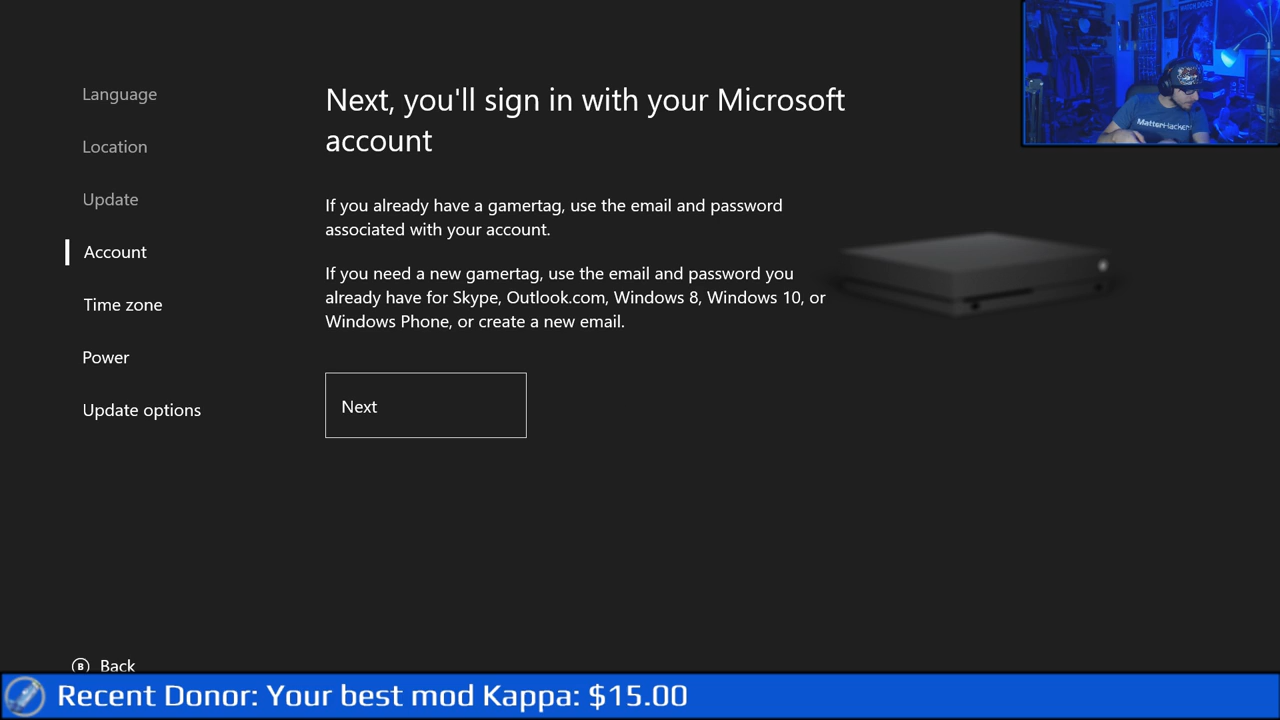 Language
Location
Update
Account
Time zone
Power
Update options
Next, you'll sign in with your Microsoft
account
If you already have a gamertag, use the email and password
associated with your account.
If you need a new gamertag, use the email and password you
already have for Skype, Outlook.com, Windows 8, Windows 10, or
Windows Phone, or create a new email.
Next
B Back
MatterHacker
Recent Donor: Your best mod Kappa: $15.00